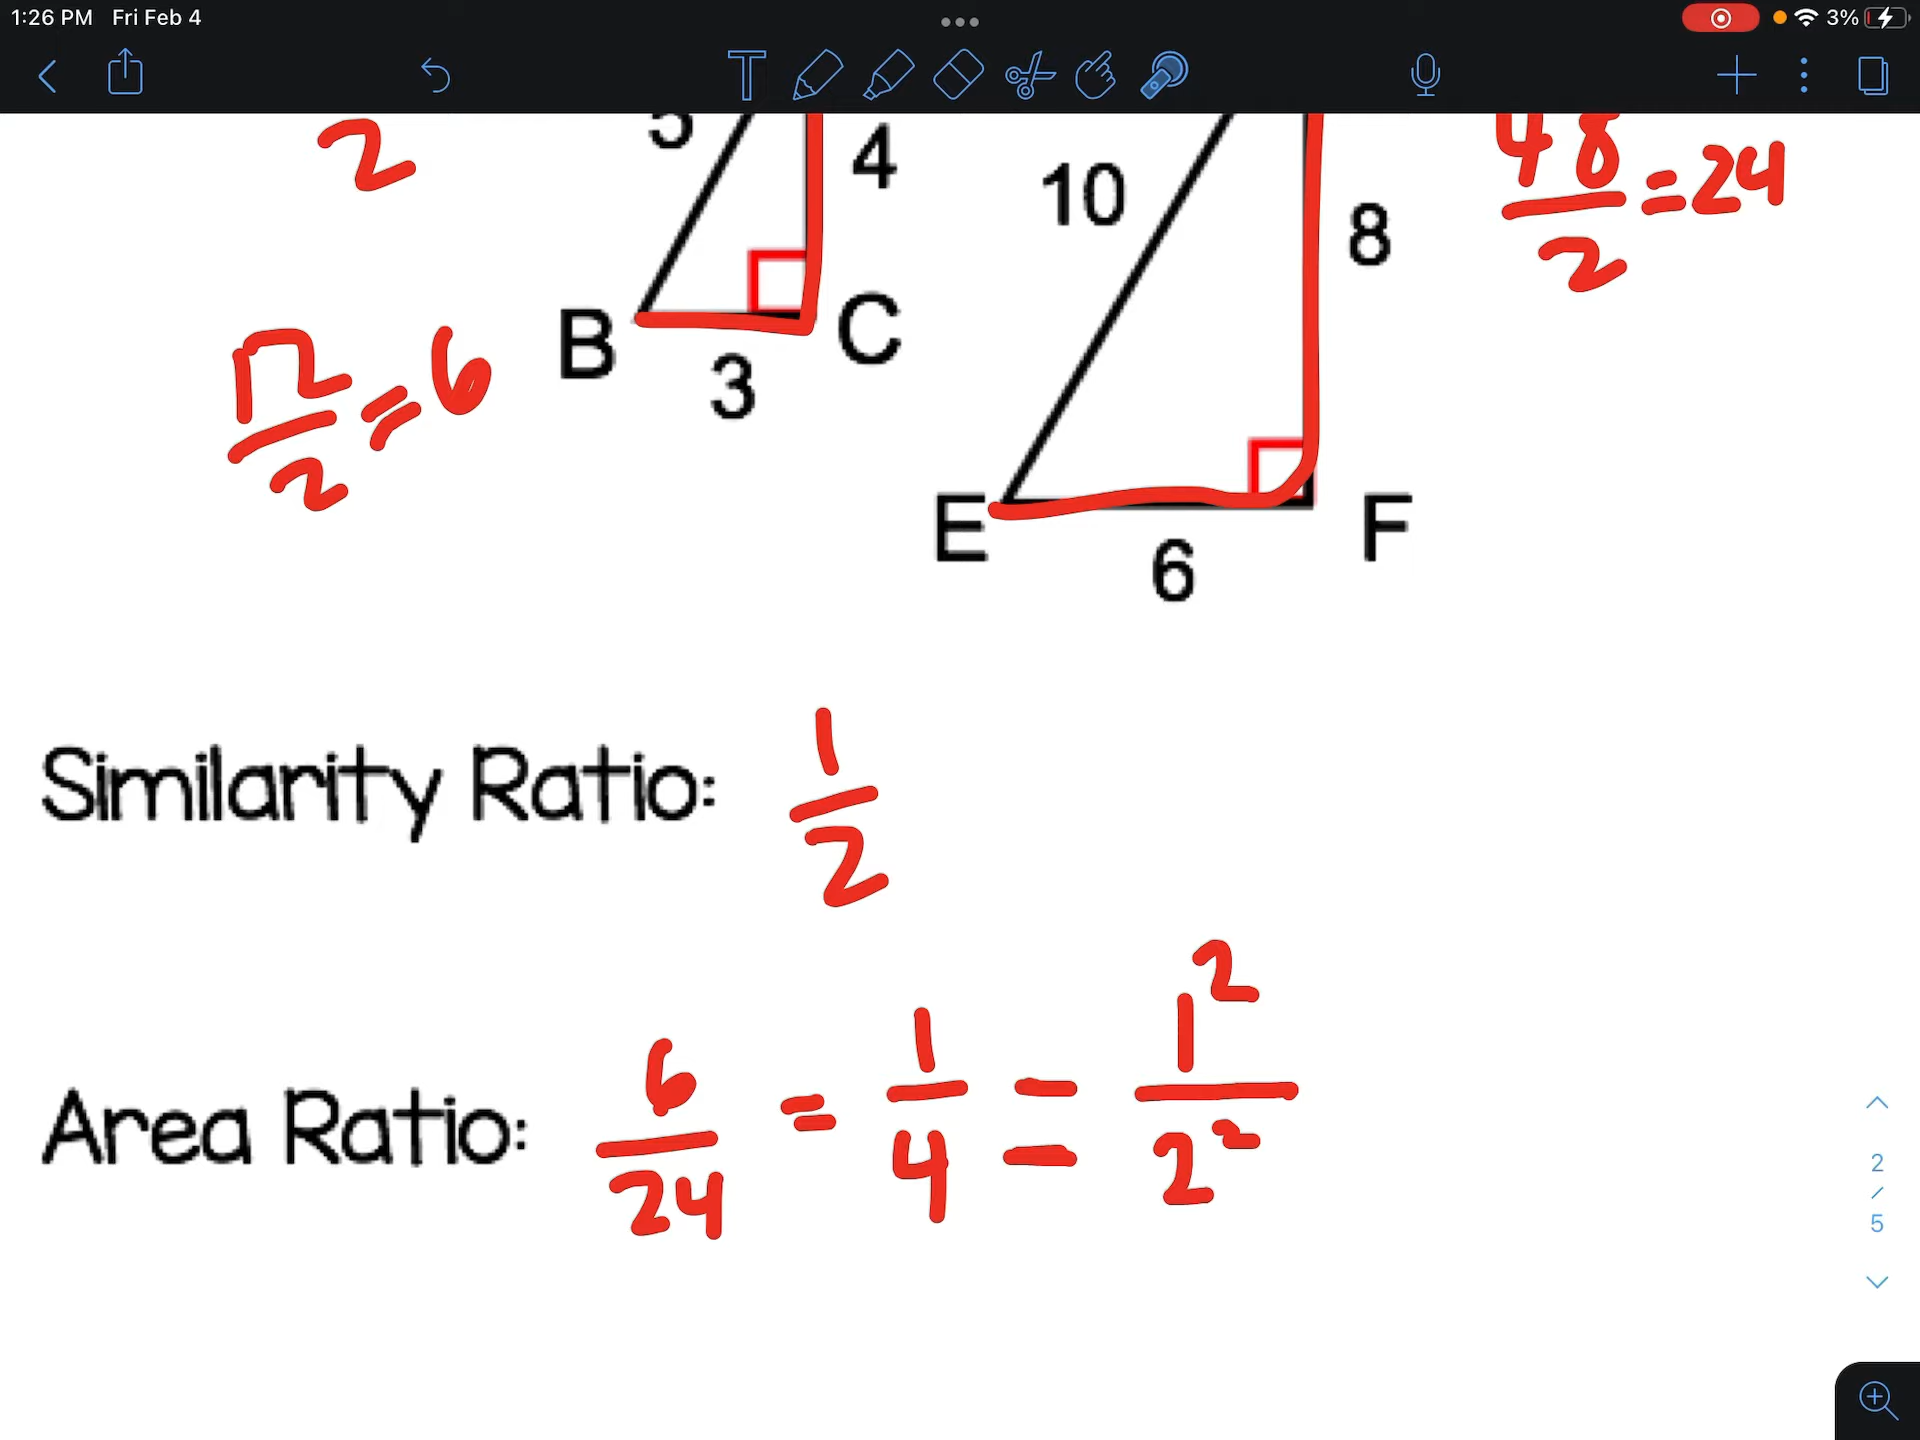 1:26 PM Fri Feb 4
3%
2
5
4
10
8
48/2 = 24
12/2 = 6
B
C
3
E
F
6
Similarity Ratio: 1/2
Area Ratio: 6/24 = 1/4 = 1²/2²
2
/
5